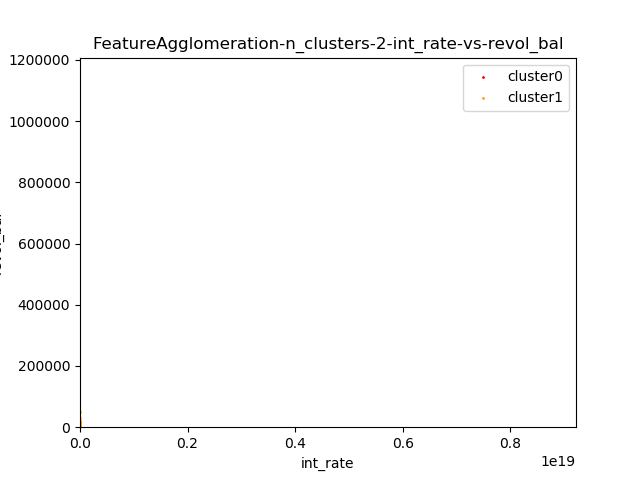 FeatureAgglomeration-n_clusters-2-int_rate-vs-revol_bal
cluster0
cluster1
1200000
1000000
800000
600000
400000
200000
0
0.0 0.2 0.4 0.6 0.8
1e19
int_rate